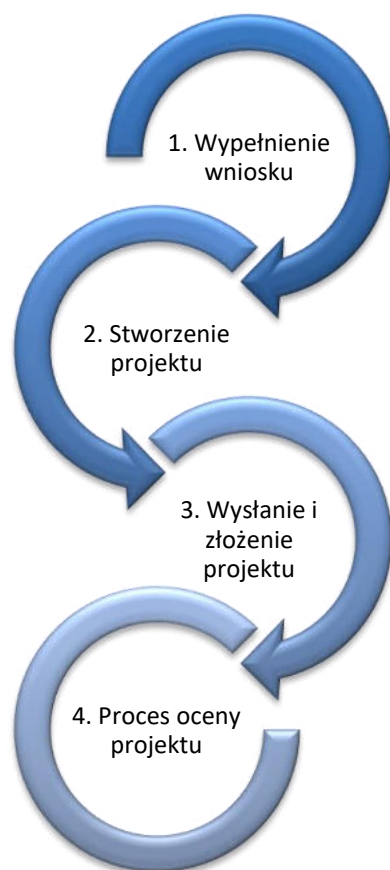 1. Wypełnienie
wniosku
2. Stworzenie
projektu
3. Wysłanie i
złożenie
projektu
4. Proces oceny
projektu